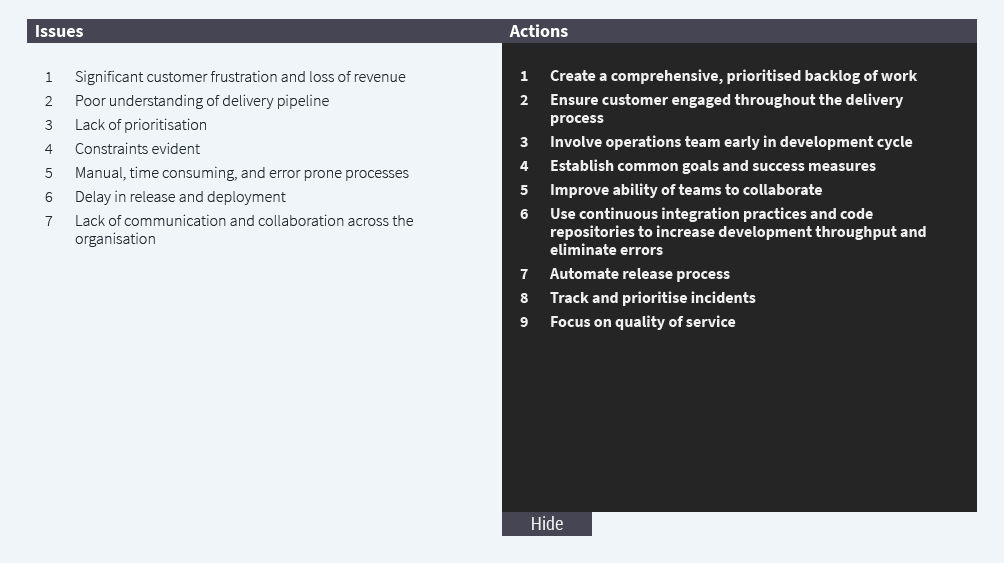 Issues
1 Significant customer frustration and loss of revenue
2 Poor understanding of delivery pipeline
3 Lack of prioritisation
4 Constraints evident
5 Manual, time consuming, and error prone processes
6 Delay in release and deployment
7 Lack of communication and collaboration across the
organisation
Actions
1 Create a comprehensive, prioritised backlog of work
2 Ensure customer engaged throughout the delivery
process
3 Involve operations team early in development cycle
4 Establish common goals and success measures
5 Improve ability of teams to collaborate
6 Use continuous integration practices and code
repositories to increase development throughput and
eliminate errors
7 Automate release process
8 Track and prioritise incidents
9 Focus on quality of service
Hide